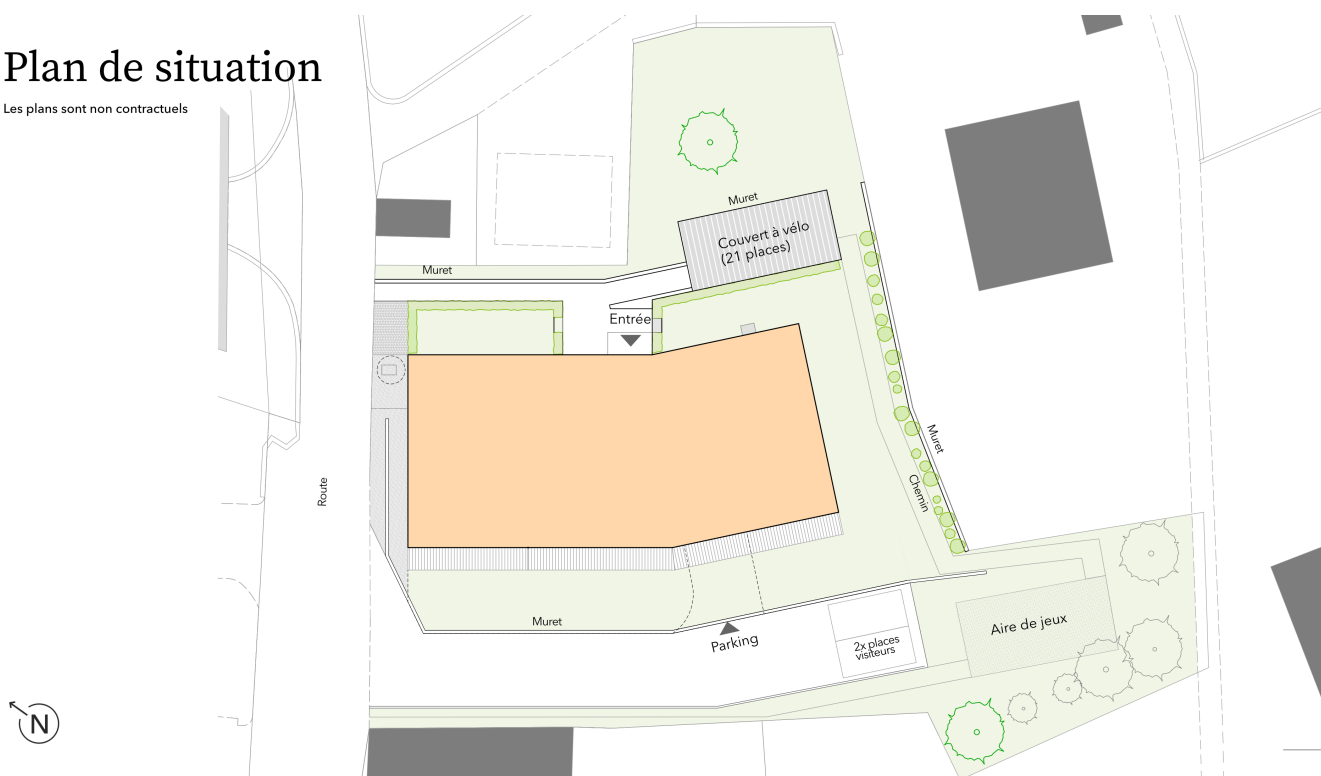 Plan de situation
Les plans sont non contractuels
Muret
Couvert à vélo
(21 places)
Muret
Entrée
Muret
Chemin
Route
Muret
Parking
2x places
visiteurs
Aire de jeux
N